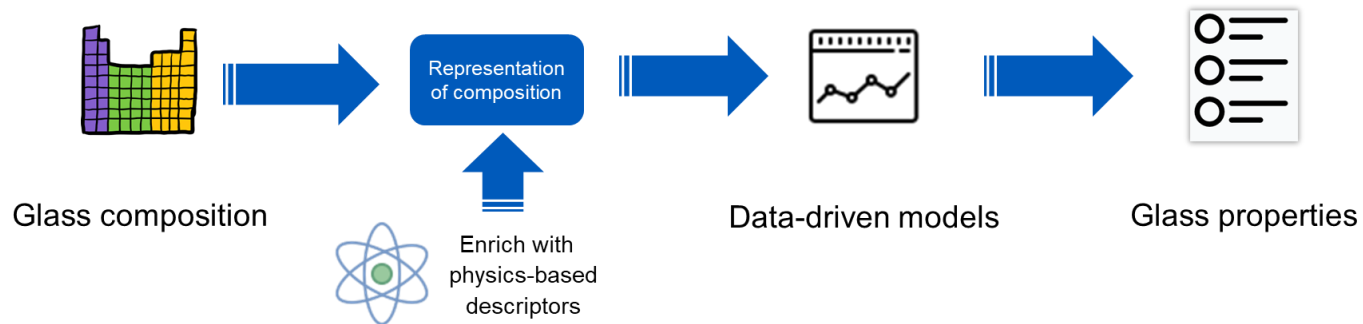 Representation
of composition
Glass composition
Enrich with
physics-based
descriptors
Data-driven models
Glass properties